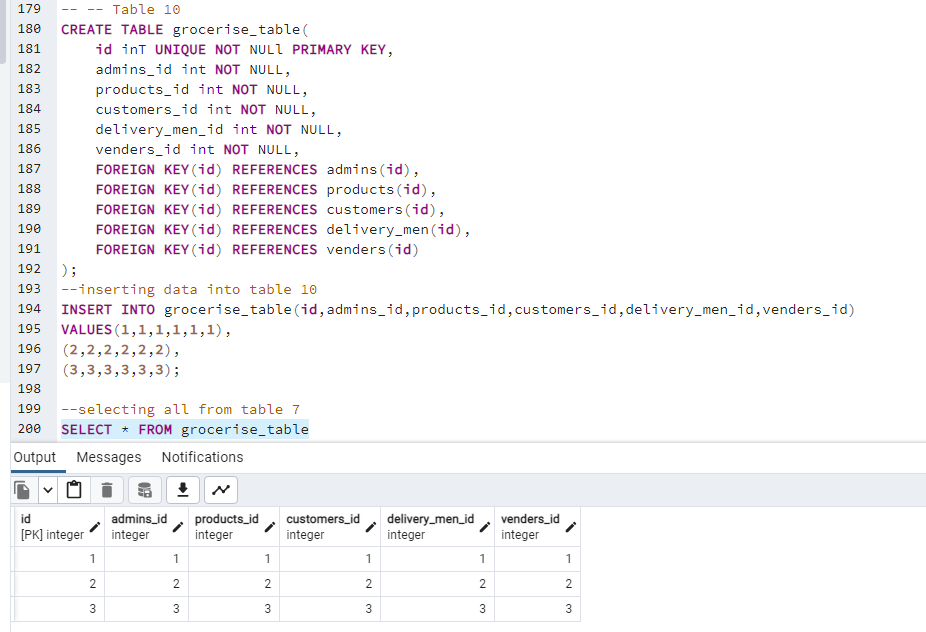 179 -- -- Table 10
180 CREATE TABLE grocerise_table(
181 id inT UNIQUE NOT NULl PRIMARY KEY,
182 admins_id int NOT NULL,
183 products_id int NOT NULL,
184 customers_id int NOT NULL,
185 delivery_men_id int NOT NULL,
186 venders_id int NOT NULL,
187 FOREIGN KEY(id) REFERENCES admins(id),
188 FOREIGN KEY(id) REFERENCES products(id),
189 FOREIGN KEY(id) REFERENCES customers(id),
190 FOREIGN KEY(id) REFERENCES delivery_men(id),
191 FOREIGN KEY(id) REFERENCES venders(id)
192 );
193 --inserting data into table 10
194 INSERT INTO grocerise_table(id,admins_id,products_id,customers_id,delivery_men_id,venders_id)
195 VALUES(1,1,1,1,1,1),
196 (2,2,2,2,2,2),
197 (3,3,3,3,3,3);
198
199 --selecting all from table 7
200 SELECT * FROM grocerise_table
Output Messages Notifications
id admins_id products_id customers_id delivery_men_id venders_id
[PK] integer integer integer integer integer integer
1 1 1 1 1 1
2 2 2 2 2 2
3 3 3 3 3 3